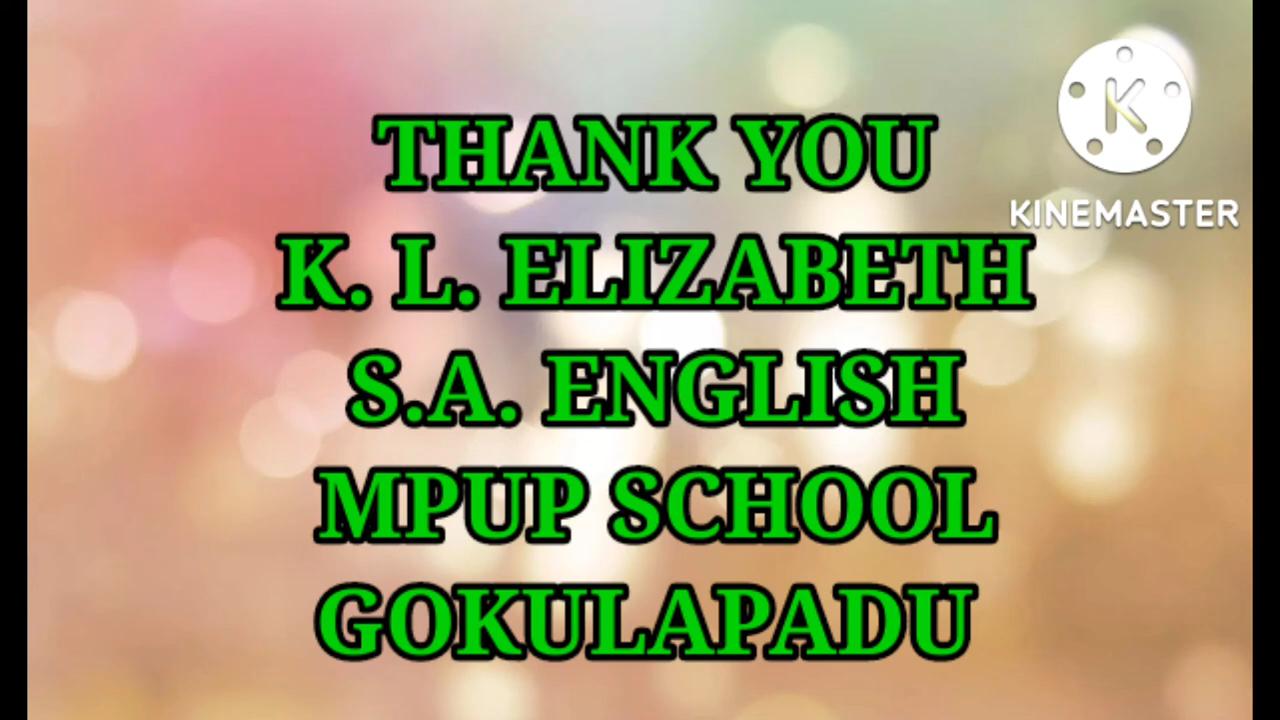 THANK YOU
K. L. ELIZABETH
S.A. ENGLISH
MPUP SCHOOL
GOKULAPADU
K
KINEMASTER